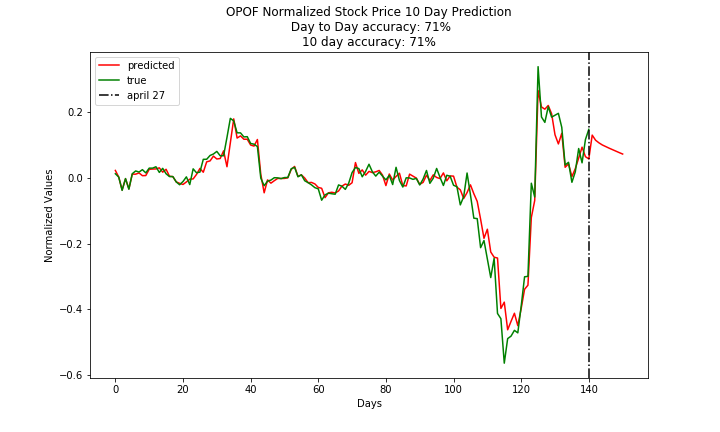 OPOF Normalized Stock Price 10 Day Prediction
Day to Day accuracy: 71%
10 day accuracy: 71%
predicted
true
april 27
Normalized Values
0.2
0.0
−0.2
−0.4
−0.6
0 20 40 60 80 100 120 140
Days